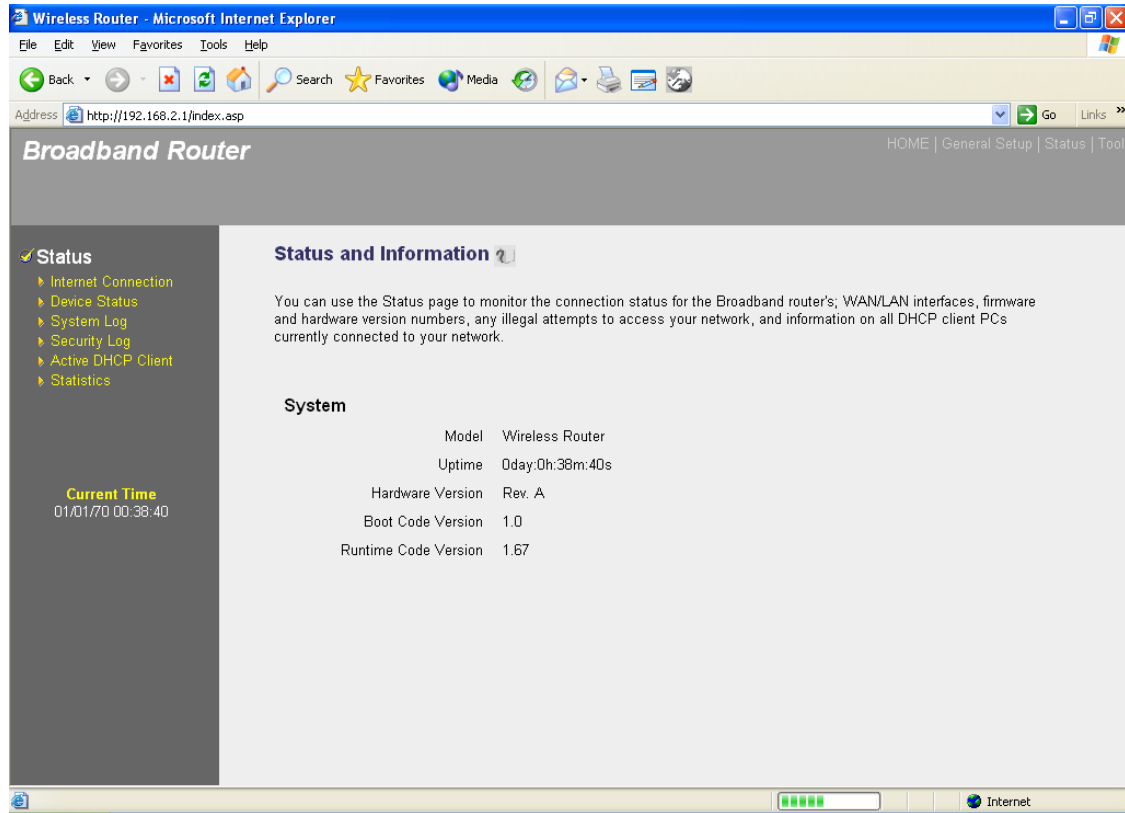 Wireless Router - Microsoft Internet Explorer
File Edit View Favorites Tools Help
Back Search Favorites Media
Address http://192.168.2.1/index.asp Go Links »
Broadband Router
HOME | General Setup | Status | Tool
Status
Internet Connection
Device Status
System Log
Security Log
Active DHCP Client
Statistics
Current Time
01/01/70 00:38:40
Status and Information
You can use the Status page to monitor the connection status for the Broadband router's; WAN/LAN interfaces, firmware
and hardware version numbers, any illegal attempts to access your network, and information on all DHCP client PCs
currently connected to your network.
System
Model Wireless Router
Uptime 0day:0h:38m:40s
Hardware Version Rev. A
Boot Code Version 1.0
Runtime Code Version 1.67
Internet